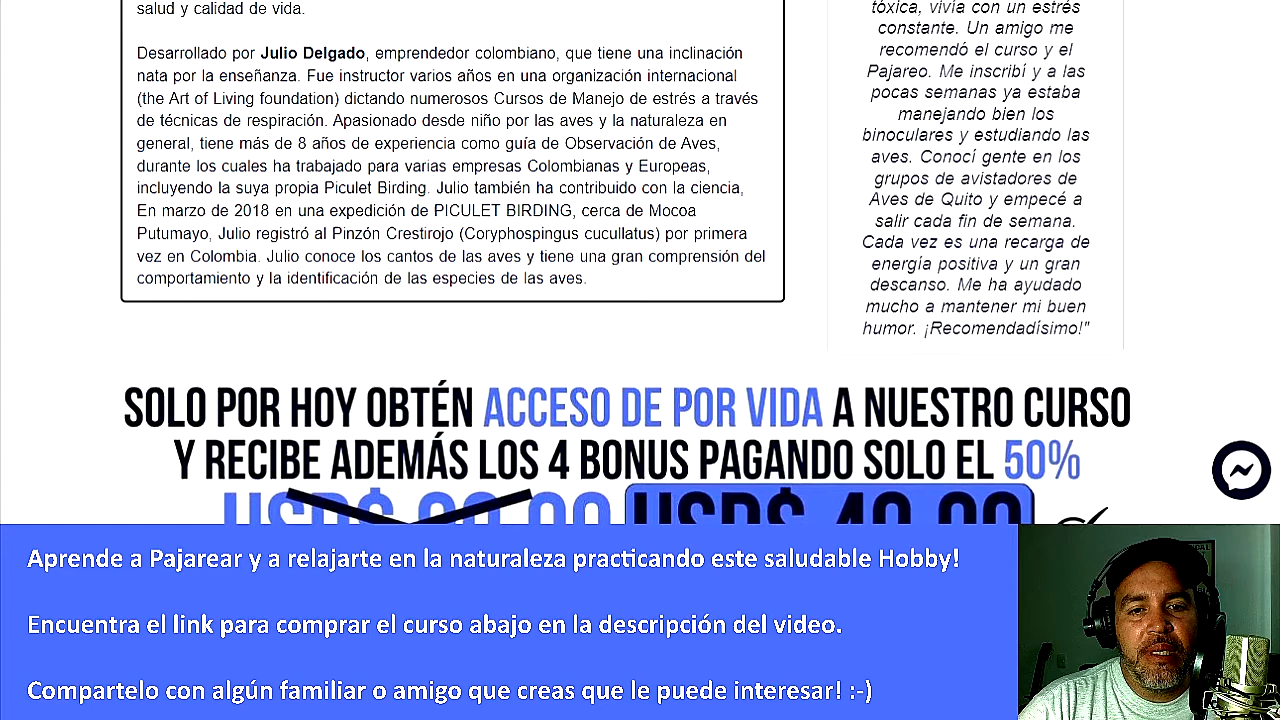 salud y calidad de vida.
Desarrollado por Julio Delgado, emprendedor colombiano, que tiene una inclinación
nata por la enseñanza. Fue instructor varios años en una organización internacional
(the Art of Living foundation) dictando numerosos Cursos de Manejo de estrés a través
de técnicas de respiración. Apasionado desde niño por las aves y la naturaleza en
general, tiene más de 8 años de experiencia como guía de Observación de Aves,
durante los cuales ha trabajado para varias empresas Colombianas y Europeas,
incluyendo la suya propia Piculet Birding. Julio también ha contribuido con la ciencia,
En marzo de 2018 en una expedición de PICULET BIRDING, cerca de Mocoa
Putumayo, Julio registró al Pinzón Crestirojo (Coryphospingus cucullatus) por primera
vez en Colombia. Julio conoce los cantos de las aves y tiene una gran comprensión del
comportamiento y la identificación de las especies de las aves.
tóxica, vivía con un estrés
constante. Un amigo me
recomendó el curso y el
Pajareo. Me inscribí y a las
pocas semanas ya estaba
manejando bien los
binoculares y estudiando las
aves. Conocí gente en los
grupos de avistadores de
Aves de Quito y empecé a
salir cada fin de semana.
Cada vez es una recarga de
energía positiva y un gran
descanso. Me ha ayudado
mucho a mantener mi buen
humor. ¡Recomendadísimo!"
SOLO POR HOY OBTÉN ACCESO DE POR VIDA A NUESTRO CURSO
Y RECIBE ADEMÁS LOS 4 BONUS PAGANDO SOLO EL 50%
USD$ USD$
Aprende a Pajarear y a relajarte en la naturaleza practicando este saludable Hobby!
Encuentra el link para comprar el curso abajo en la descripción del video.
Compartelo con algún familiar o amigo que creas que le puede interesar! :-)